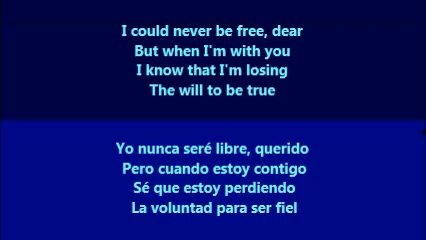 I could never be free, dear
But when I'm with you
I know that I'm losing
The will to be true
Yo nunca seré libre, querido
Pero cuando estoy contigo
Sé que estoy perdiendo
La voluntad para ser fiel